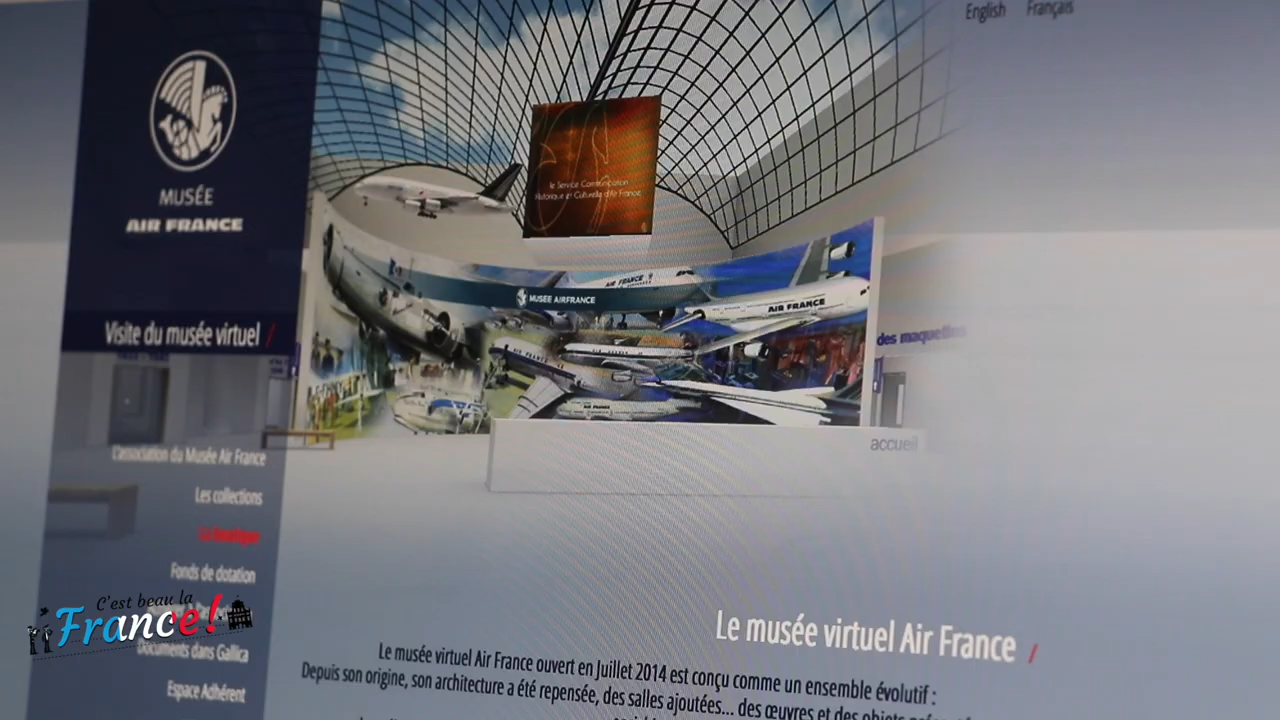 English Français
MUSÉE
AIR FRANCE
le Service Communication
Historique et Culturelle d'Air France
AIR FRANCE
MUSEE AIRFRANCE
AIR FRANCE
Visite du musée virtuel /
des maquettes
accueil
L'association du Musée Air France
Les collections
La boutique
Fonds de dotation
C'est beau la
France!
Documents dans Gallica
Espace Adhérent
Le musée virtuel Air France /
Le musée virtuel Air France ouvert en Juillet 2014 est conçu comme un ensemble évolutif :
Depuis son origine, son architecture a été repensée, des salles ajoutées... des œuvres et des objets